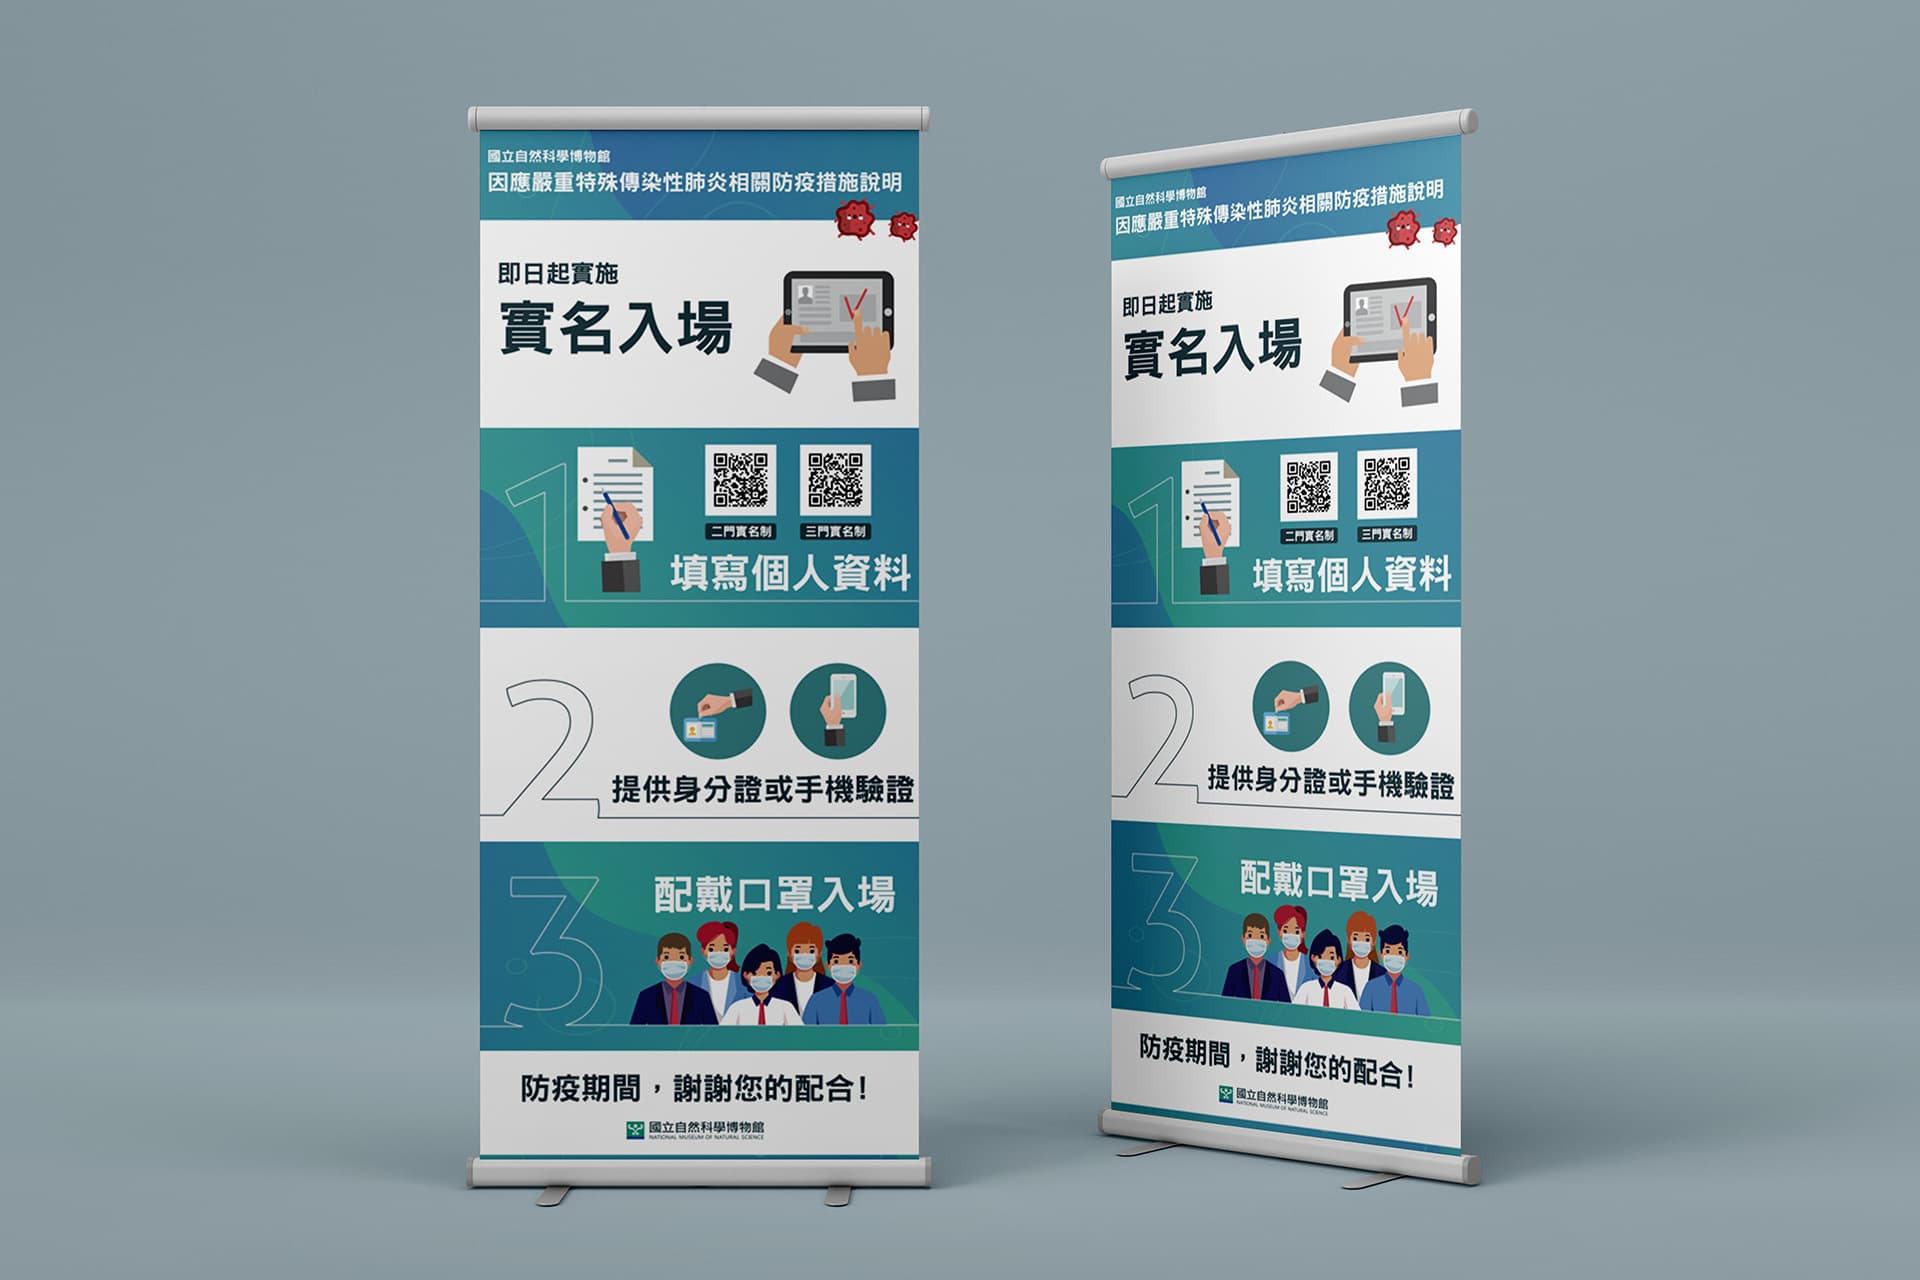 國立自然科學博物館
因應嚴重特殊傳染性肺炎相關防疫措施說明
即日起實施
實名入場
1
二門實名制 三門實名制
填寫個人資料
2
提供身分證或手機驗證
3
配戴口罩入場
防疫期間，謝謝您的配合！
國立自然科學博物館
NATIONAL MUSEUM OF NATURAL SCIENCE
國立自然科學博物館
因應嚴重特殊傳染性肺炎相關防疫措施說明
即日起實施
實名入場
1
二門實名制 三門實名制
填寫個人資料
2
提供身分證或手機驗證
3
配戴口罩入場
防疫期間，謝謝您的配合！
國立自然科學博物館
NATIONAL MUSEUM OF NATURAL SCIENCE